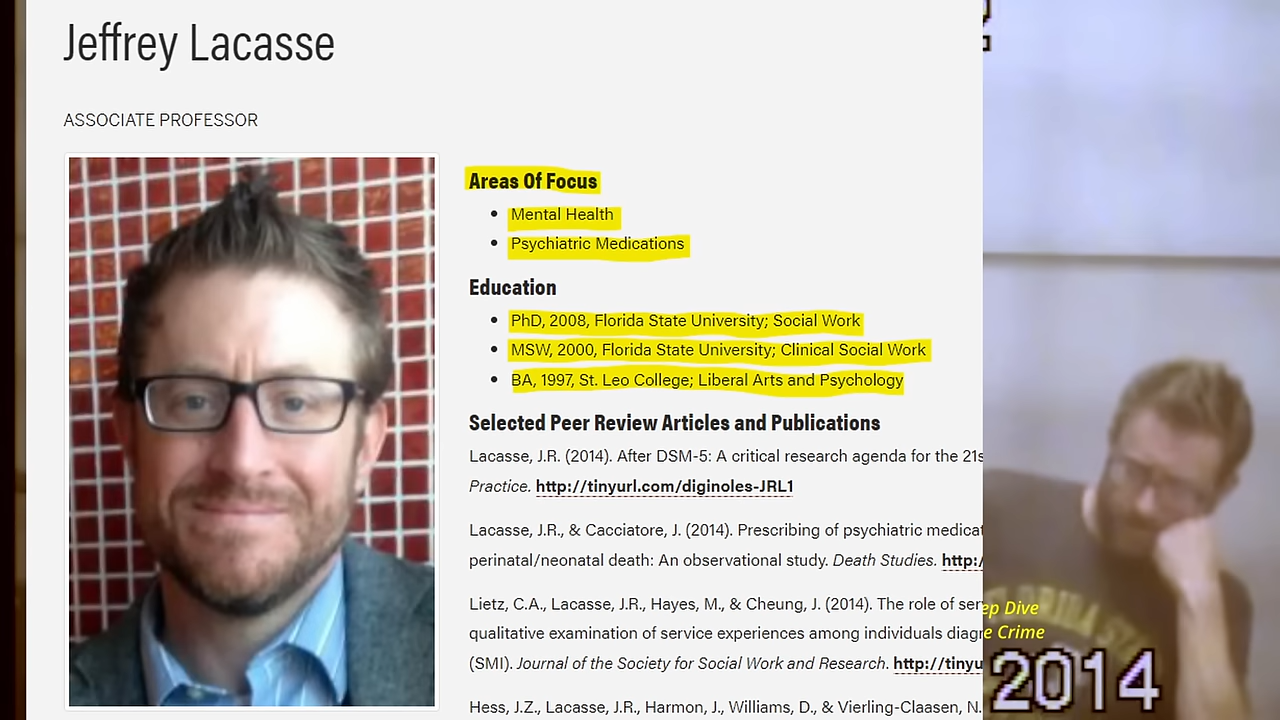 Jeffrey Lacasse
ASSOCIATE PROFESSOR
Areas Of Focus
Mental Health
Psychiatric Medications
Education
PhD, 2008, Florida State University; Social Work
MSW, 2000, Florida State University; Clinical Social Work
BA, 1997, St. Leo College; Liberal Arts and Psychology
Selected Peer Review Articles and Publications
Lacasse, J.R. (2014). After DSM-5: A critical research agenda for the 21s
Practice. http://tinyurl.com/diginoles-JRL1
Lacasse, J.R., & Cacciatore, J. (2014). Prescribing of psychiatric medicat
perinatal/neonatal death: An observational study. Death Studies. http:/
Lietz, C.A., Lacasse, J.R., Hayes, M., & Cheung, J. (2014). The role of ser
qualitative examination of service experiences among individuals diagn
(SMI). Journal of the Society for Social Work and Research. http://tinyu
Hess, J.Z., Lacasse, J.R., Harmon, J., Williams, D., & Vierling-Claasen, N.
ep Dive
e Crime
2014